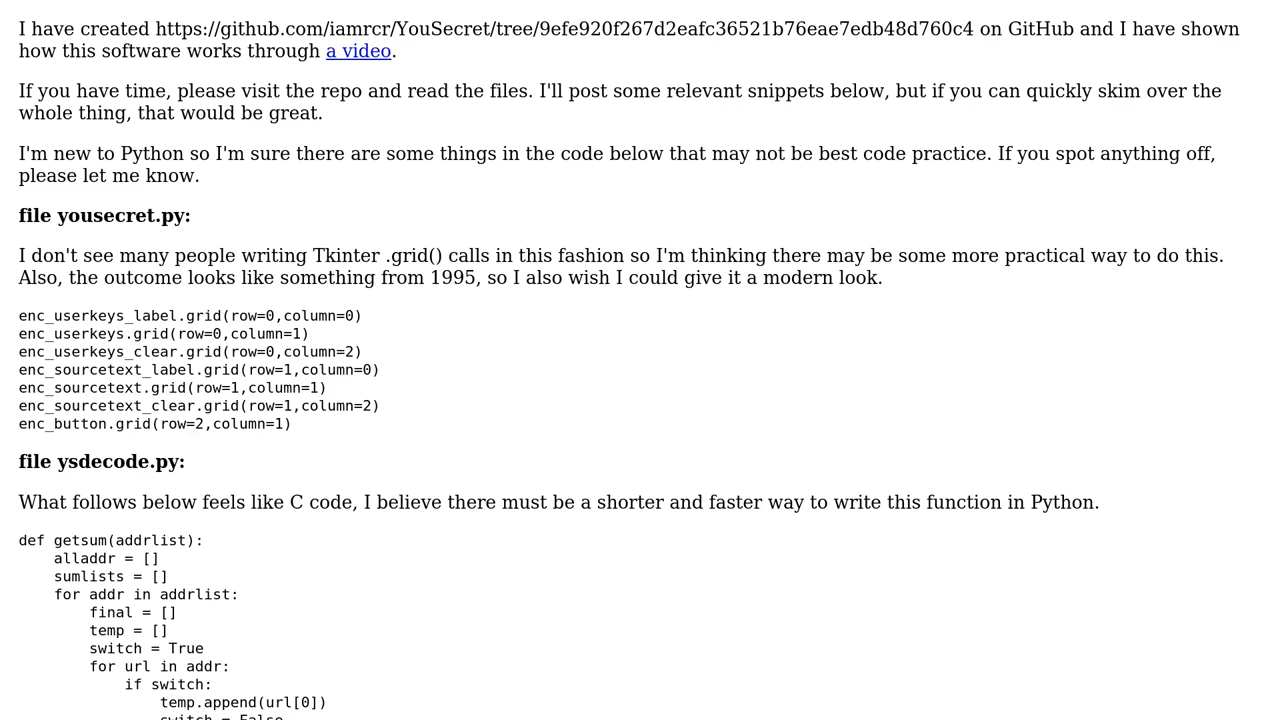 I have created https://github.com/iamrcr/YouSecret/tree/9efe920f267d2eafc36521b76eae7edb48d760c4 on GitHub and I have shown
how this software works through a video.
If you have time, please visit the repo and read the files. I'll post some relevant snippets below, but if you can quickly skim over the
whole thing, that would be great.
I'm new to Python so I'm sure there are some things in the code below that may not be best code practice. If you spot anything off,
please let me know.
file yousecret.py:
I don't see many people writing Tkinter .grid() calls in this fashion so I'm thinking there may be some more practical way to do this.
Also, the outcome looks like something from 1995, so I also wish I could give it a modern look.
enc_userkeys_label.grid(row=0,column=0)
enc_userkeys.grid(row=0,column=1)
enc_userkeys_clear.grid(row=0,column=2)
enc_sourcetext_label.grid(row=1,column=0)
enc_sourcetext.grid(row=1,column=1)
enc_sourcetext_clear.grid(row=1,column=2)
enc_button.grid(row=2,column=1)
file ysdecode.py:
What follows below feels like C code, I believe there must be a shorter and faster way to write this function in Python.
def getsum(addrlist):
    alladdr = []
    sumlists = []
    for addr in addrlist:
        final = []
        temp = []
        switch = True
        for url in addr:
            if switch:
                temp.append(url[0])
                switch = False